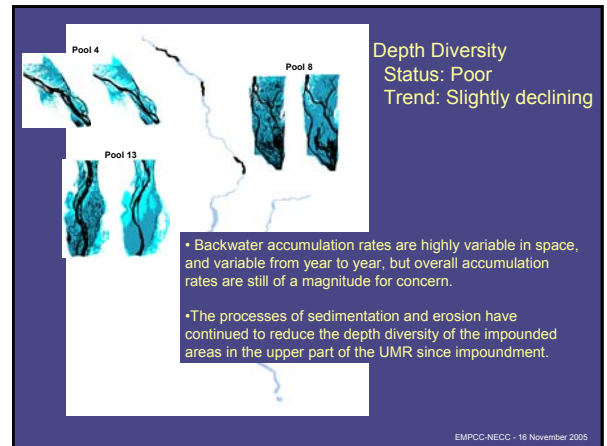 Depth Diversity
Status: Poor
Trend: Slightly declining
Pool 4
Pool 8
Pool 13
• Backwater accumulation rates are highly variable in space,
and variable from year to year, but overall accumulation
rates are still of a magnitude for concern.
•The processes of sedimentation and erosion have
continued to reduce the depth diversity of the impounded
areas in the upper part of the UMR since impoundment.
EMPCC-NECC - 16 November 2005